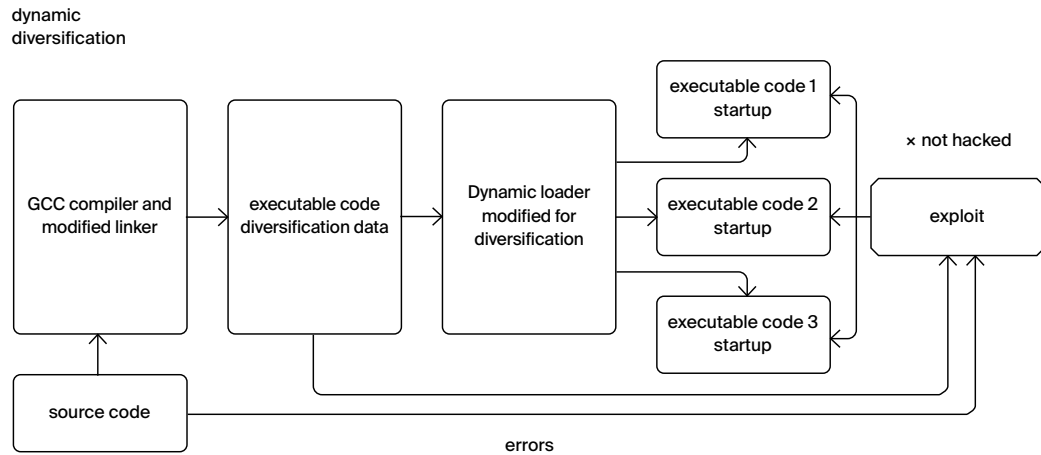 dynamic
diversification
executable code 1
startup
× not hacked
GCC compiler and
modified linker
executable code
diversification data
Dynamic loader
modified for
diversification
executable code 2
startup
exploit
executable code 3
startup
source code
errors